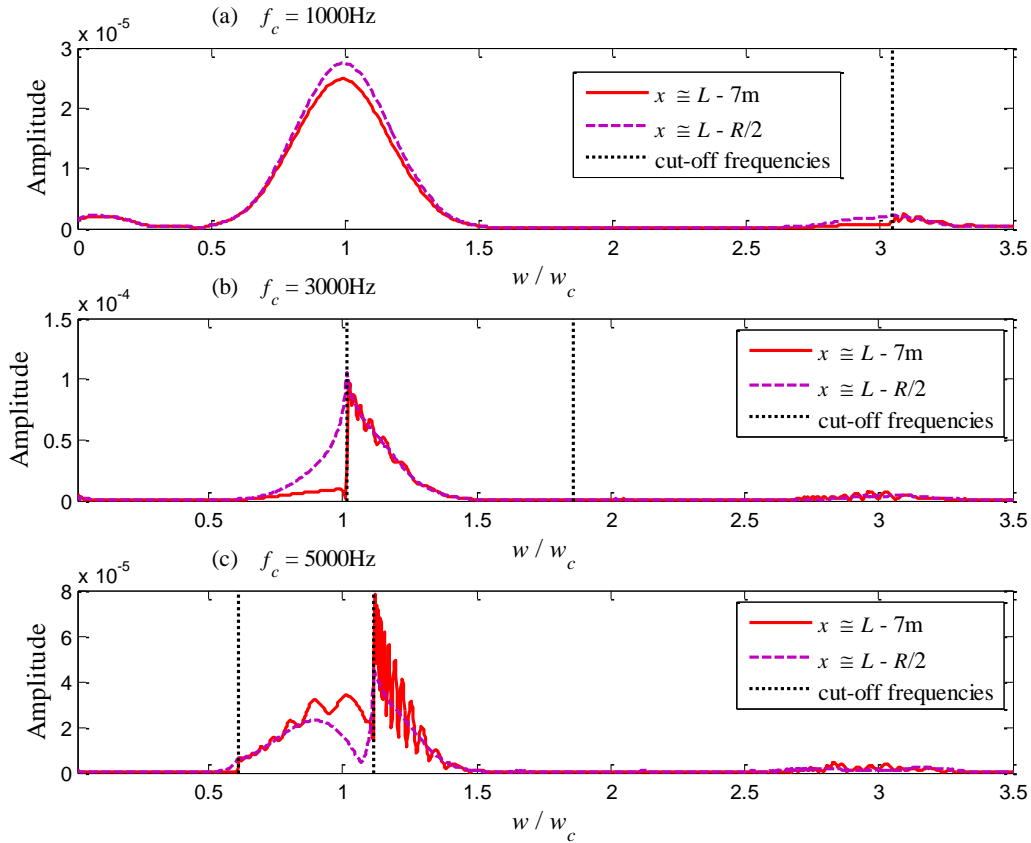 (a) f_c = 1000Hz
x 10^-5
3
2
1
0
Amplitude
x ≅ L - 7m
x ≅ L - R/2
cut-off frequencies
0 0.5 1 1.5 2 2.5 3 3.5
w / w_c
(b) f_c = 3000Hz
x 10^-4
1.5
1
0.5
0
Amplitude
x ≅ L - 7m
x ≅ L - R/2
cut-off frequencies
0.5 1 1.5 2 2.5 3 3.5
w / w_c
(c) f_c = 5000Hz
x 10^-5
8
6
4
2
0
Amplitude
x ≅ L - 7m
x ≅ L - R/2
cut-off frequencies
0.5 1 1.5 2 2.5 3 3.5
w / w_c